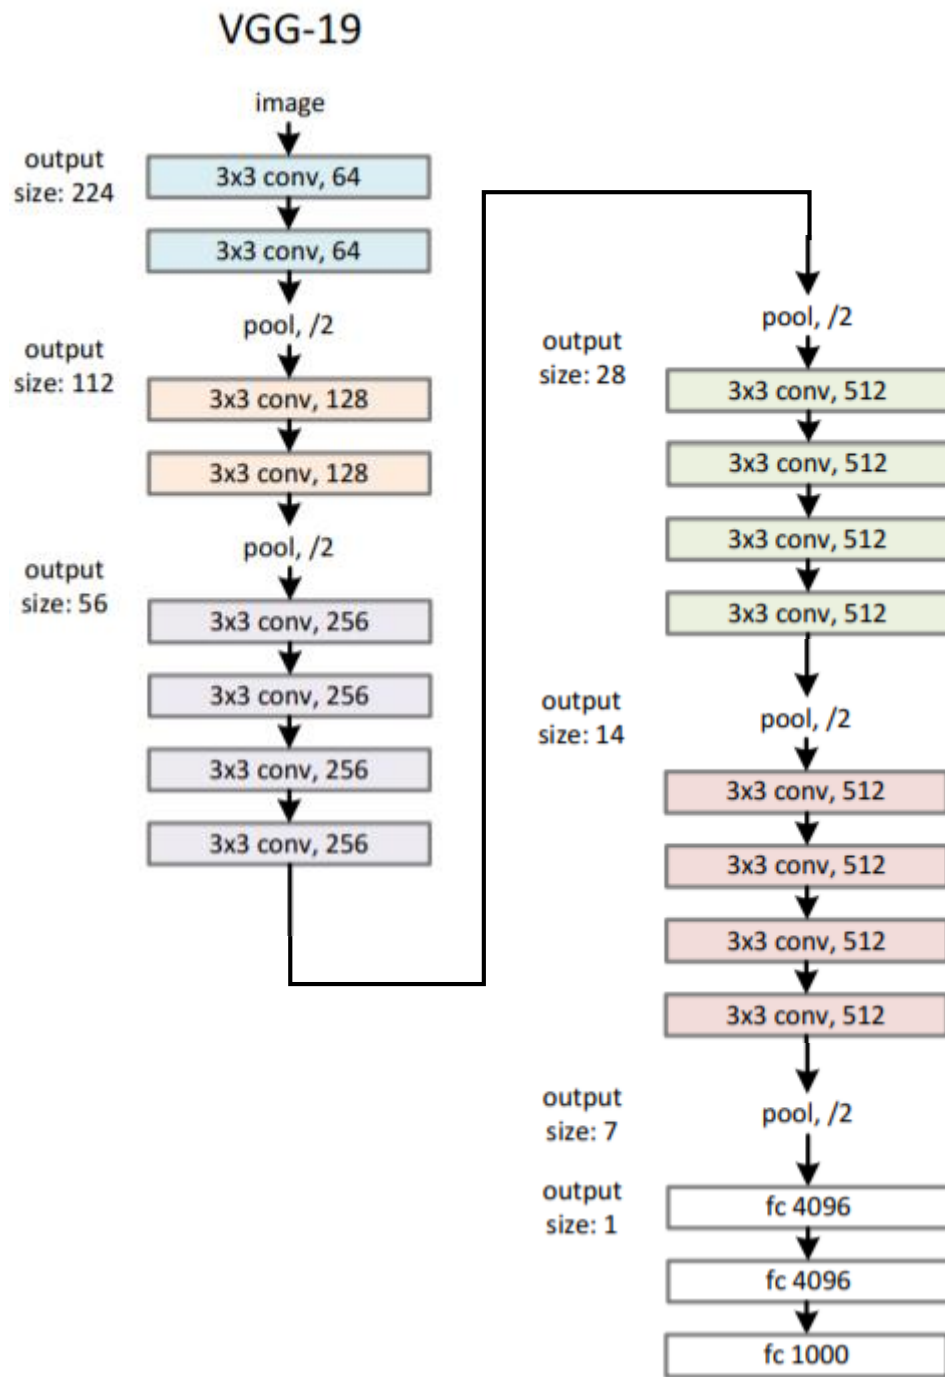 VGG-19
image
output
size: 224
3x3 conv, 64
3x3 conv, 64
pool, /2
output
size: 112
3x3 conv, 128
3x3 conv, 128
pool, /2
output
size: 56
3x3 conv, 256
3x3 conv, 256
3x3 conv, 256
3x3 conv, 256
pool, /2
output
size: 28
3x3 conv, 512
3x3 conv, 512
3x3 conv, 512
3x3 conv, 512
output
size: 14
pool, /2
3x3 conv, 512
3x3 conv, 512
3x3 conv, 512
3x3 conv, 512
output
size: 7
pool, /2
output
size: 1
fc 4096
fc 4096
fc 1000